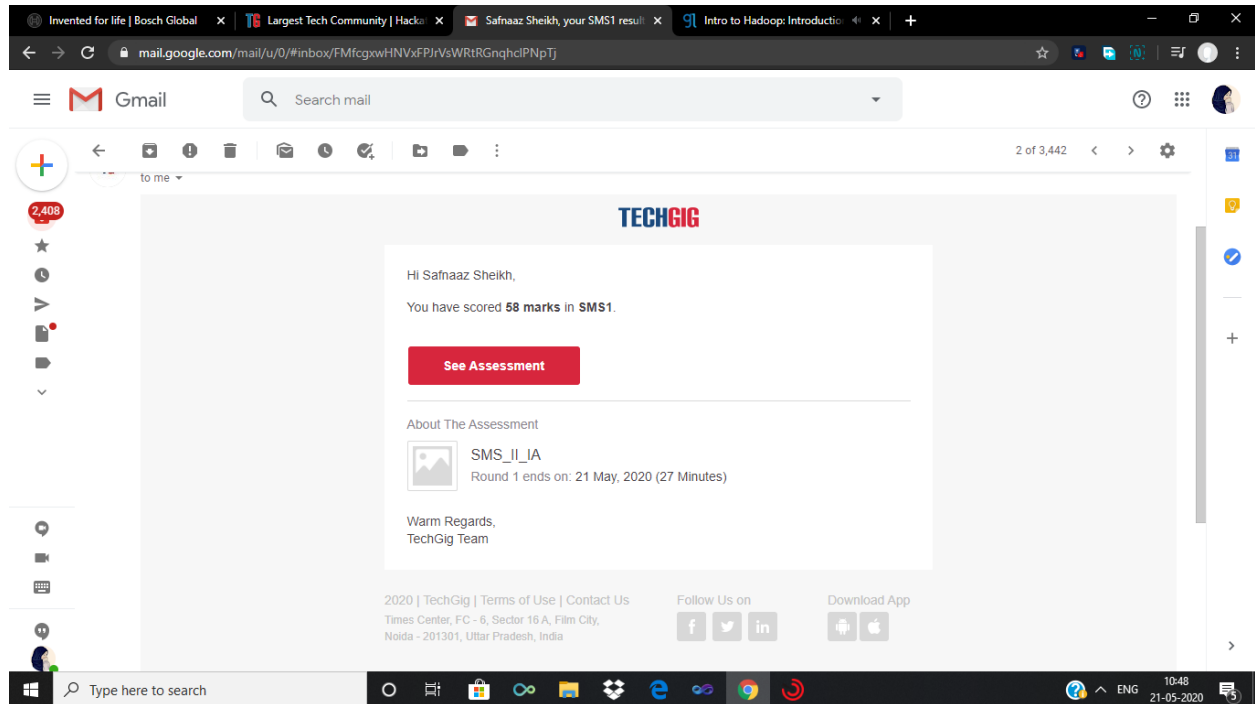 Invented for life | Bosch Global
Largest Tech Community | Hackat
Safnaaz Sheikh, your SMS1 result
Intro to Hadoop: Introduction
mail.google.com/mail/u/0/#inbox/FMfcgxwHNVxFPJrVsWRtRGnqhclPNpTj
Gmail
Search mail
2 of 3,442
31
to me
2,408
TECHGIG
Hi Safnaaz Sheikh,
You have scored 58 marks in SMS1.
See Assessment
About The Assessment
SMS_II_IA
Round 1 ends on: 21 May, 2020 (27 Minutes)
Warm Regards,
TechGig Team
2020 | TechGig | Terms of Use | Contact Us
Times Center, FC - 6, Sector 16 A, Film City,
Noida - 201301, Uttar Pradesh, India
Follow Us on
Download App
Type here to search
ENG
10:48
21-05-2020
5